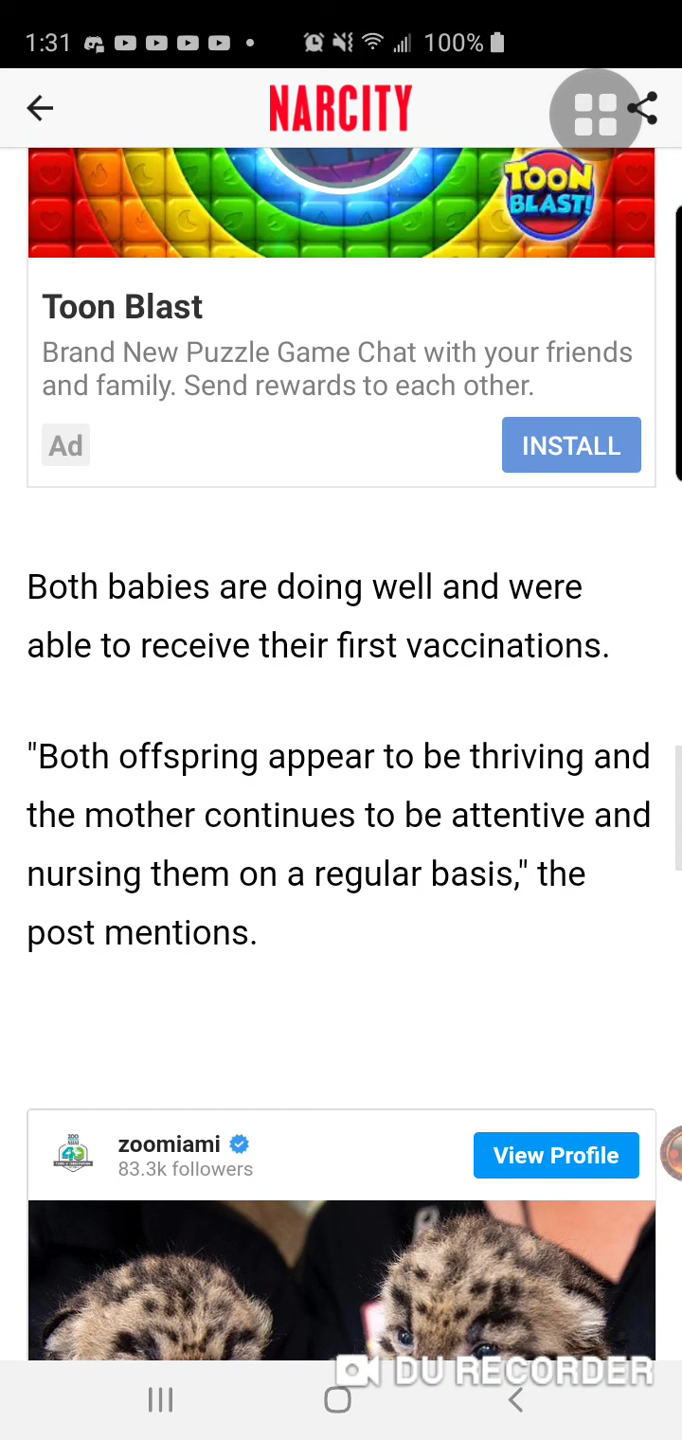 1:31
100%
NARCITY
TOON
BLAST!
Toon Blast
Brand New Puzzle Game Chat with your friends
and family. Send rewards to each other.
Ad
INSTALL
Both babies are doing well and were
able to receive their first vaccinations.
"Both offspring appear to be thriving and
the mother continues to be attentive and
nursing them on a regular basis," the
post mentions.
zoomiami
83.3k followers
View Profile
DU RECORDER